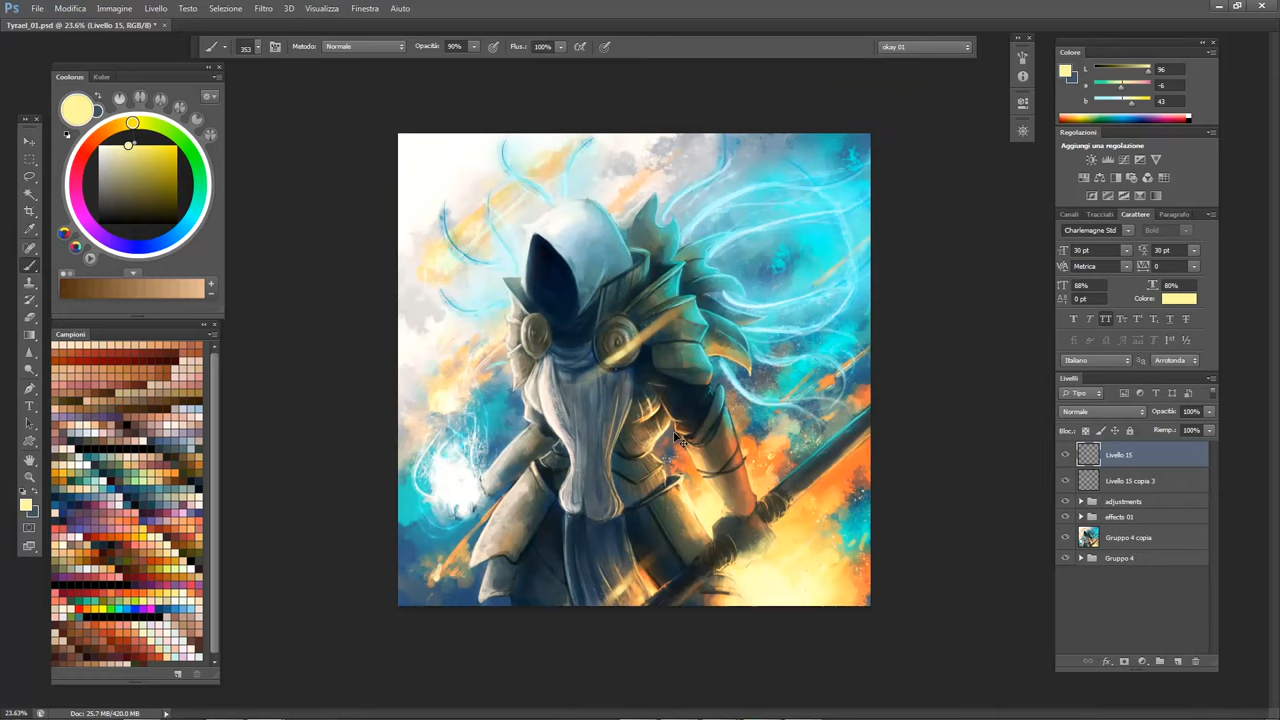 Ps File Modifica Immagine Livello Testo Selezione Filtro 3D Visualizza Finestra Aiuto
Tyrael_01.psd @ 23.6% (Livello 15, RGB/8) *
353 Metodo: Normale Opacità: 90% Flus.: 100% okay 01
Coolorus Kuler
Campioni
Colore
L 96
a -6
b 43
Regolazioni
Aggiungi una regolazione
Canali Tracciati Carattere Paragrafo
Charlemagne Std Bold
30 pt 30 pt
Metrica 0
88% 80%
0 pt Colore:
Italiano Arrotonda
Livelli
Tipo
Normale Opacità: 100%
Bloc.: Riemp.: 100%
Livello 15
Livello 15 copia 3
adjustments
effects 01
Gruppo 4 copia
Gruppo 4
23.63% Doc: 25.7 MB/420.0 MB